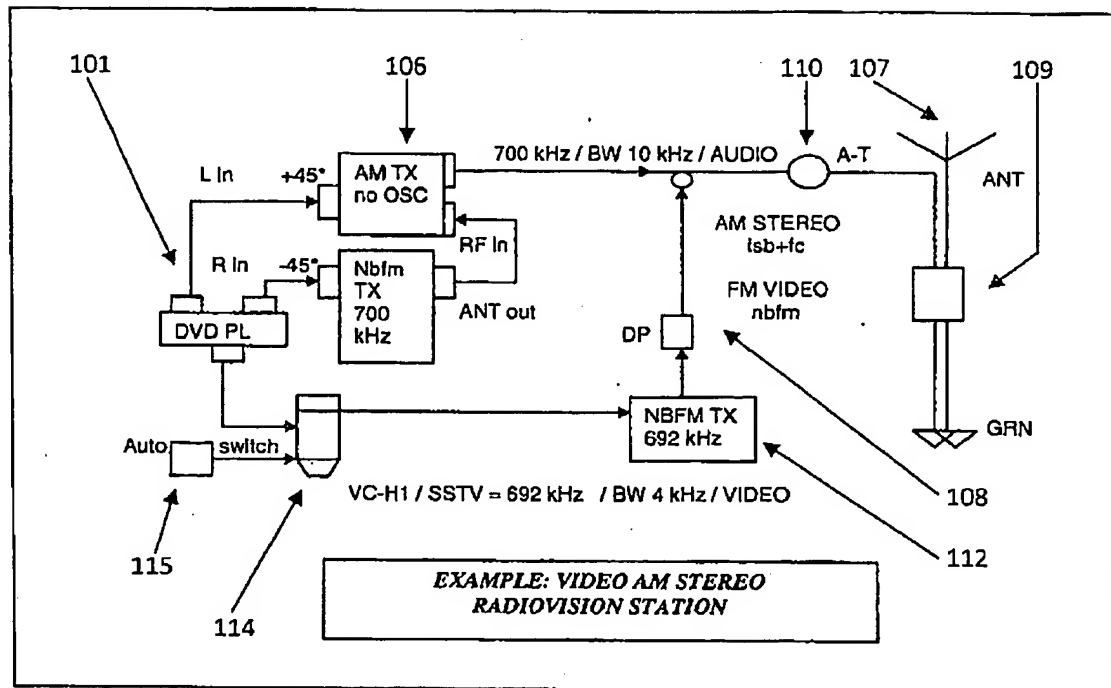 101
106
110
107
109
L In
+45°
AM TX
no OSC
700 kHz / BW 10 kHz / AUDIO
A-T
ANT
RF In
AM STEREO
lsb+fc
R In
-45°
Nbfm
TX
700
kHz
ANT out
FM VIDEO
nbfm
DVD PL
DP
NBFM TX
692 kHz
GRN
Auto
switch
VC-H1 / SSTV = 692 kHz / BW 4 kHz / VIDEO
108
115
114
112
EXAMPLE: VIDEO AM STEREO
RADIOVISION STATION